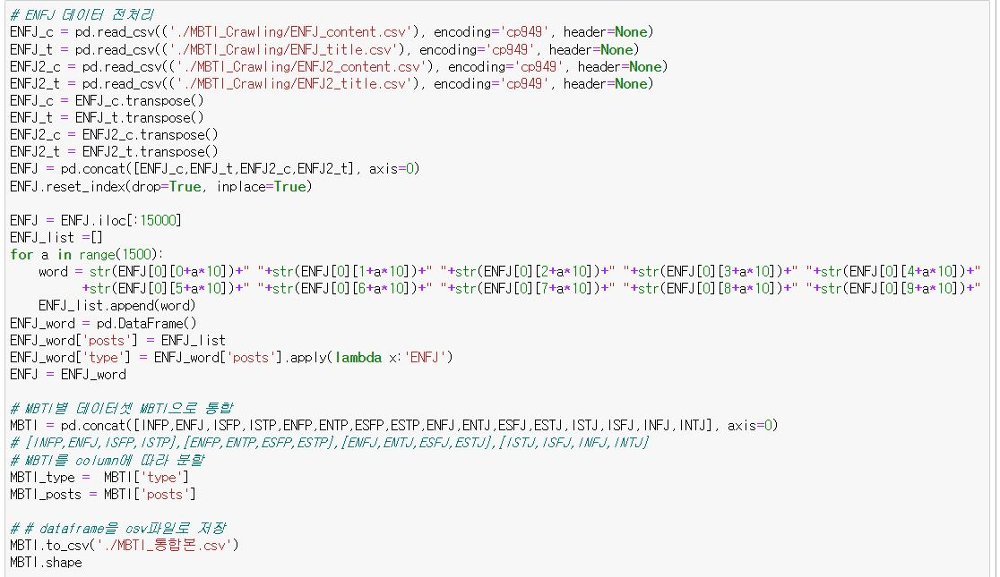 # ENFJ 데이터 전처리
ENFJ_c = pd.read_csv(('./MBTI_Crawling/ENFJ_content.csv'), encoding='cp949', header=None)
ENFJ_t = pd.read_csv(('./MBTI_Crawling/ENFJ_title.csv'), encoding='cp949', header=None)
ENFJ2_c = pd.read_csv(('./MBTI_Crawling/ENFJ2_content.csv'), encoding='cp949', header=None)
ENFJ2_t = pd.read_csv(('./MBTI_Crawling/ENFJ2_title.csv'), encoding='cp949', header=None)
ENFJ_c = ENFJ_c.transpose()
ENFJ_t = ENFJ_t.transpose()
ENFJ2_c = ENFJ2_c.transpose()
ENFJ2_t = ENFJ2_t.transpose()
ENFJ = pd.concat([ENFJ_c,ENFJ_t,ENFJ2_c,ENFJ2_t], axis=0)
ENFJ.reset_index(drop=True, inplace=True)
ENFJ = ENFJ.iloc[:15000]
ENFJ_list =[]
for a in range(1500):
    word = str(ENFJ[0][0+a*10])+" "+str(ENFJ[0][1+a*10])+" "+str(ENFJ[0][2+a*10])+" "+str(ENFJ[0][3+a*10])+" "+str(ENFJ[0][4+a*10])+"
          +str(ENFJ[0][5+a*10])+" "+str(ENFJ[0][6+a*10])+" "+str(ENFJ[0][7+a*10])+" "+str(ENFJ[0][8+a*10])+" "+str(ENFJ[0][9+a*10])+"
    ENFJ_list.append(word)
ENFJ_word = pd.DataFrame()
ENFJ_word['posts'] = ENFJ_list
ENFJ_word['type'] = ENFJ_word['posts'].apply(lambda x:'ENFJ')
ENFJ = ENFJ_word
# MBTI별 데이터셋 MBTI으로 통합
MBTI = pd.concat([INFP,ENFJ,ISFP,ISTP,ENFP,ENTP,ESFP,ESTP,ENFJ,ENTJ,ESFJ,ESTJ,ISTJ,ISFJ,INFJ,INTJ], axis=0)
# [INFP,ENFJ,ISFP,ISTP],[ENFP,ENTP,ESFP,ESTP],[ENFJ,ENTJ,ESFJ,ESTJ],[ISTJ,ISFJ,INFJ,INTJ]
# MBTI를 column에 따라 분할
MBTI_type =  MBTI['type']
MBTI_posts = MBTI['posts']
# # dataframe을 csv파일로 저장
MBTI.to_csv('./MBTI_통합본.csv')
MBTI.shape